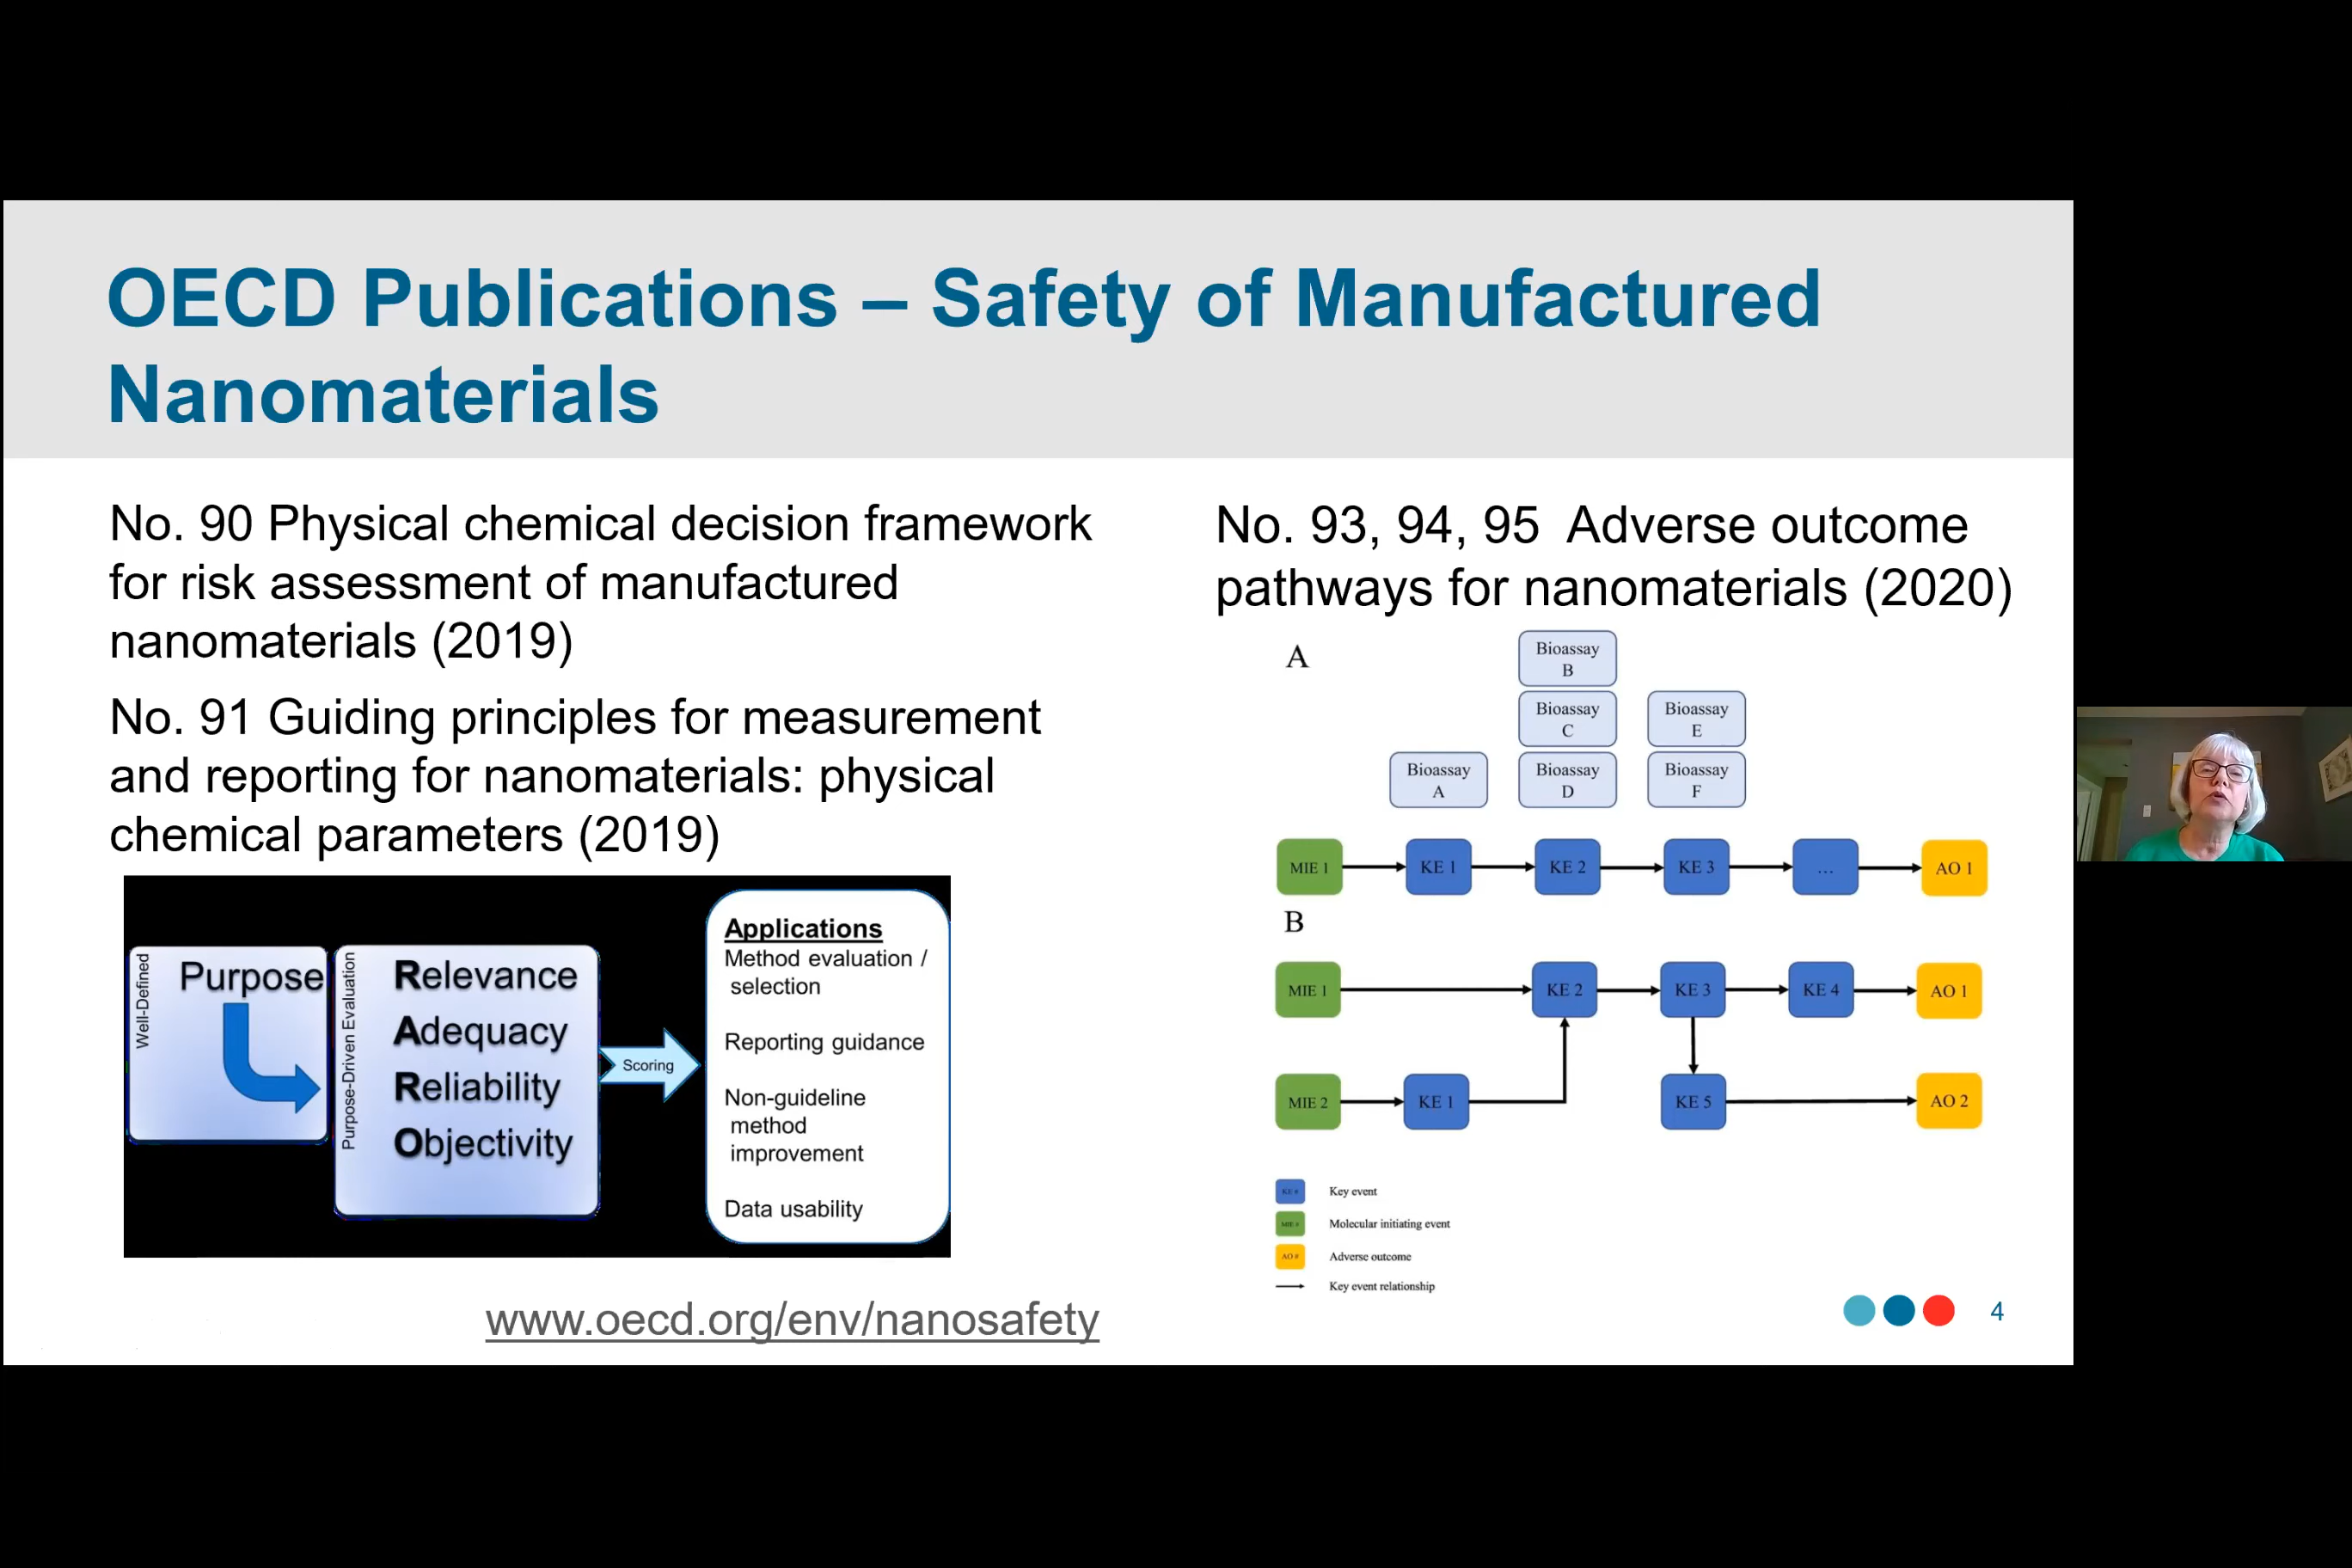 OECD Publications – Safety of Manufactured
Nanomaterials
No. 90 Physical chemical decision framework
for risk assessment of manufactured
nanomaterials (2019)
No. 91 Guiding principles for measurement
and reporting for nanomaterials: physical
chemical parameters (2019)
Well-Defined
Purpose
Purpose-Driven Evaluation
Relevance
Adequacy
Reliability
Objectivity
Scoring
Applications
Method evaluation /
selection
Reporting guidance
Non-guideline
method
improvement
Data usability
www.oecd.org/env/nanosafety
No. 93, 94, 95 Adverse outcome
pathways for nanomaterials (2020)
A
Bioassay
B
Bioassay
C
Bioassay
E
Bioassay
A
Bioassay
D
Bioassay
F
MIE 1
KE 1
KE 2
KE 3
...
AO 1
B
MIE 1
KE 2
KE 3
KE 4
AO 1
MIE 2
KE 1
KE 5
AO 2
KE #
Key event
MIE #
Molecular initiating event
AO #
Adverse outcome
Key event relationship
4